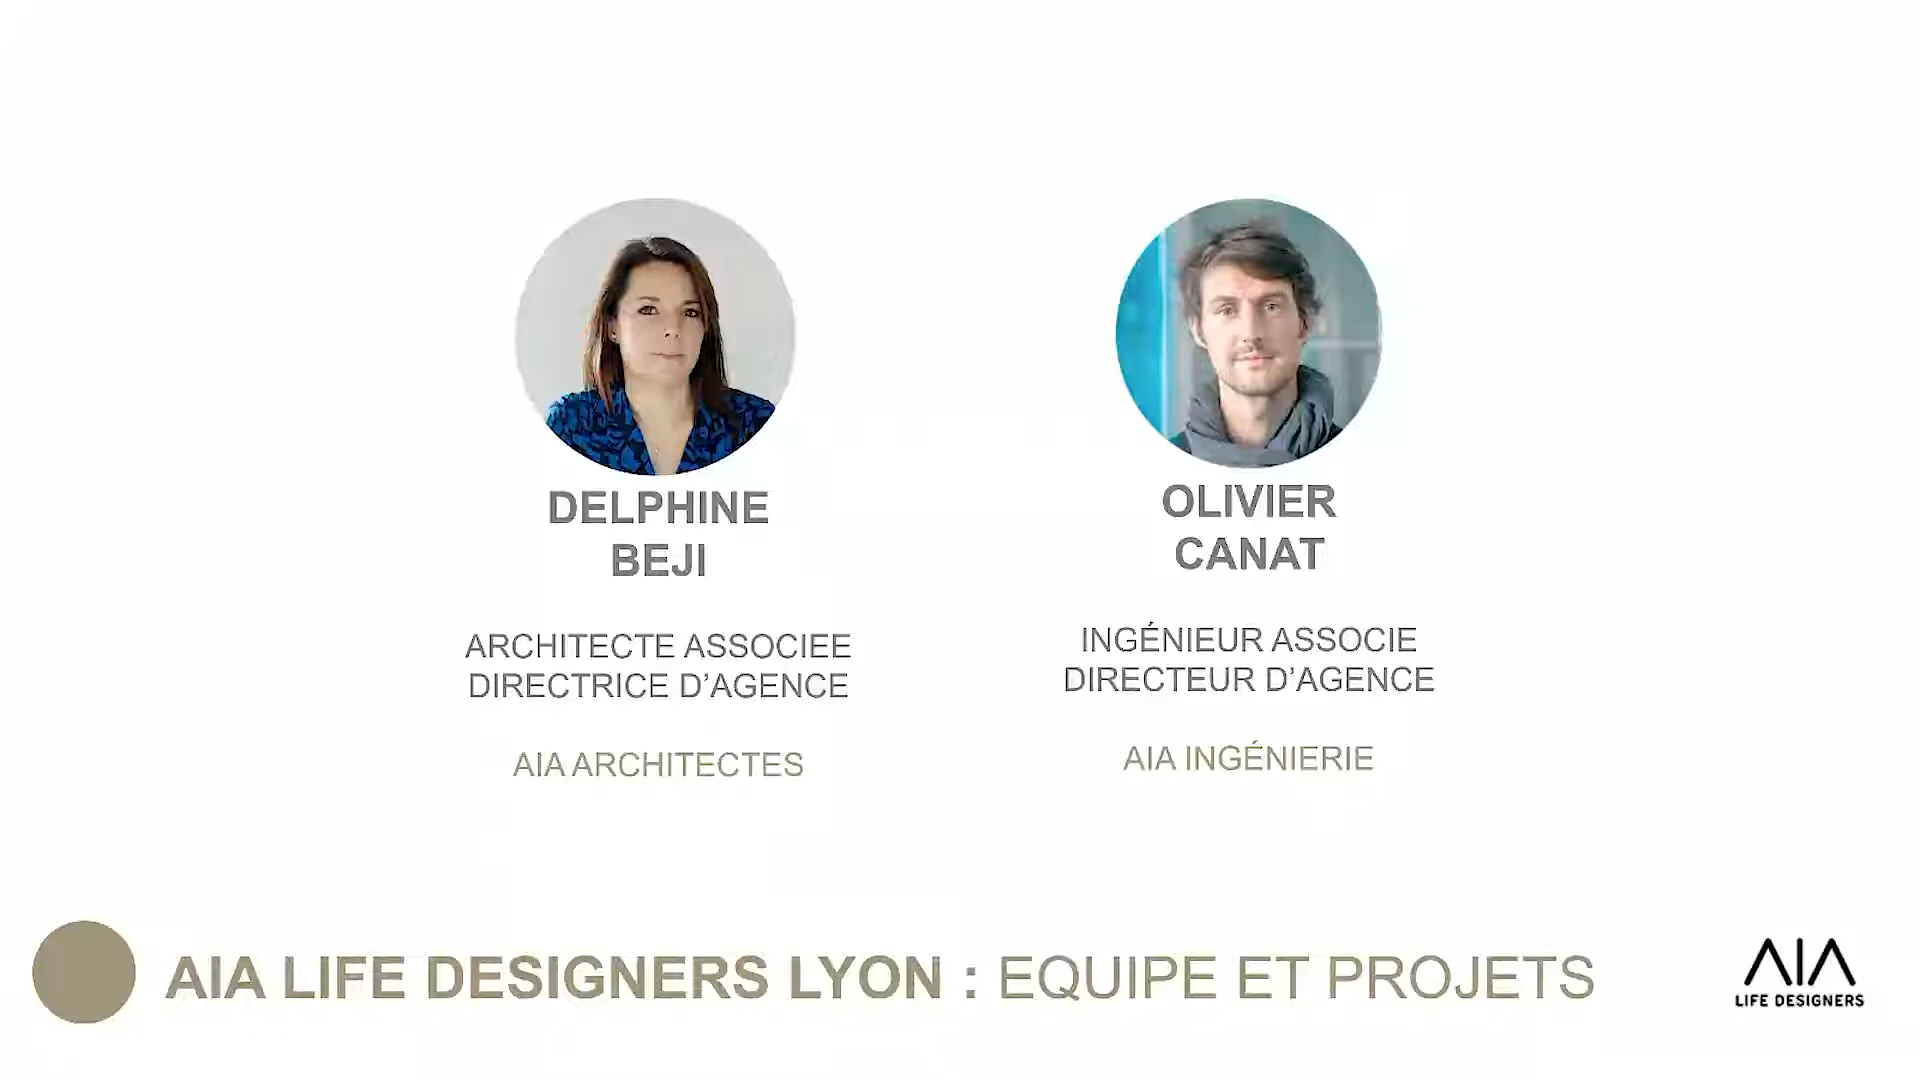 DELPHINE
BEJI
ARCHITECTE ASSOCIEE
DIRECTRICE D’AGENCE
AIA ARCHITECTES
OLIVIER
CANAT
INGÉNIEUR ASSOCIE
DIRECTEUR D’AGENCE
AIA INGÉNIERIE
AIA LIFE DESIGNERS LYON : EQUIPE ET PROJETS
AIA
LIFE DESIGNERS